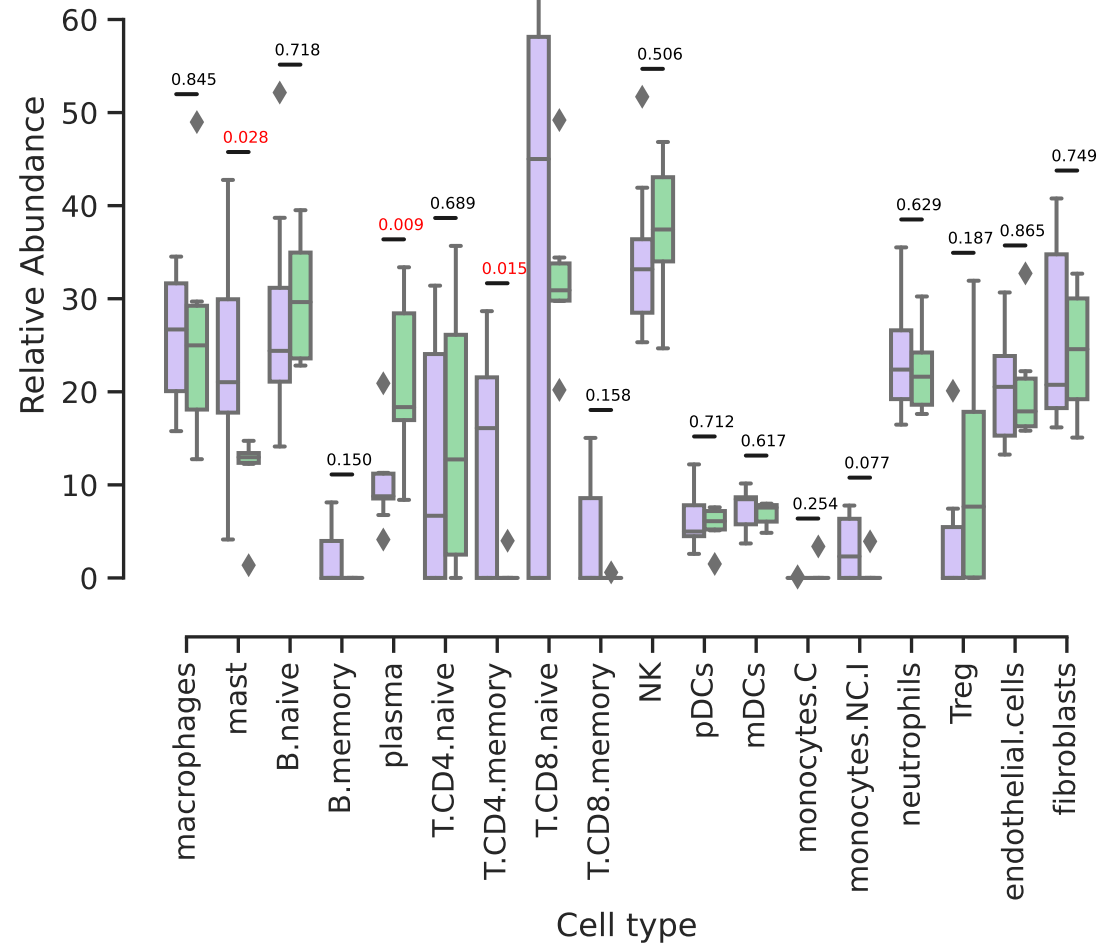 60
50
40
30
20
10
0
Relative Abundance
0.845
0.028
0.718
0.150
0.009
0.689
0.015
0.158
0.506
0.712
0.617
0.254
0.077
0.629
0.187
0.865
0.749
macrophages
mast
B.naive
B.memory
plasma
T.CD4.naive
T.CD4.memory
T.CD8.naive
T.CD8.memory
NK
pDCs
mDCs
monocytes.C
monocytes.NC.I
neutrophils
Treg
endothelial.cells
fibroblasts
Cell type